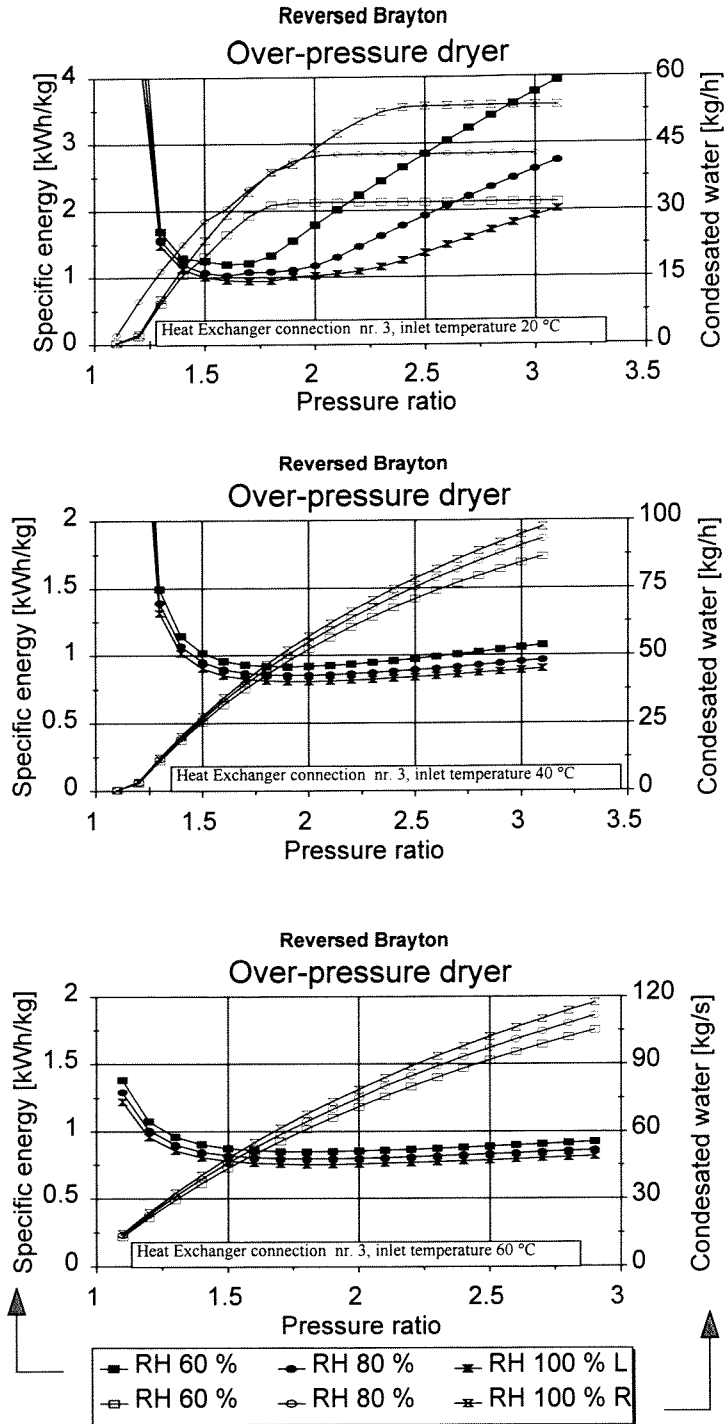 Reversed Brayton
Over-pressure dryer
Specific energy [kWh/kg]
4
3
2
1
0
60
45
30
15
0
Condesated water [kg/h]
Heat Exchanger connection nr. 3, inlet temperature 20 °C
1 1.5 2 2.5 3 3.5
Pressure ratio
Reversed Brayton
Over-pressure dryer
Specific energy [kWh/kg]
2
1.5
1
0.5
0
100
75
50
25
0
Condesated water [kg/h]
Heat Exchanger connection nr. 3, inlet temperature 40 °C
1 1.5 2 2.5 3 3.5
Pressure ratio
Reversed Brayton
Over-pressure dryer
Specific energy [kWh/kg]
2
1.5
1
0.5
0
120
90
60
30
0
Condesated water [kg/s]
Heat Exchanger connection nr. 3, inlet temperature 60 °C
1 1.5 2 2.5 3
Pressure ratio
RH 60 % RH 80 % RH 100 % L
RH 60 % RH 80 % RH 100 % R